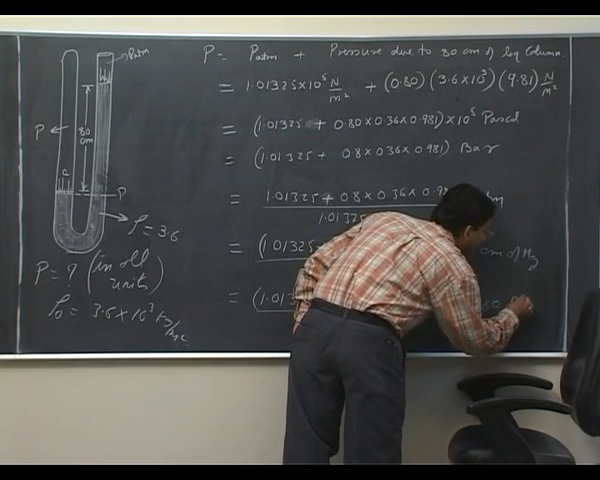 Patm
P
80 cm
P
ρ = 3.6
P = ? (in all units)
ρ0 = 3.6 × 10³ kg/
P = Patm + Pressure due to 80 cm of liq column.
= 1.01325×10⁵ N/m² + (0.80) (3.6×10³) (9.81) N/m²
= (1.01325 + 0.80×0.36×0.981) ×10⁵ Pascal
= (1.01325 + 0.8×0.36×0.981) Bar
= 1.01325 + 0.8×0.36×0.9
1.01325
= (1.01325 cm of Hg
= (1.013